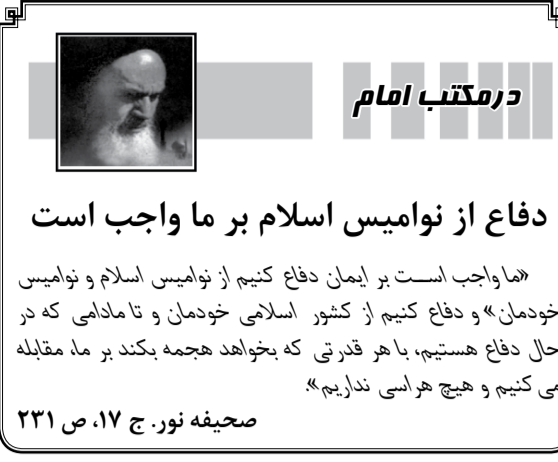 درمکتب امام
دفاع از نوامیس اسلام بر ما واجب است
«ما واجب است بر ایمان دفاع کنیم از نوامیس اسلام و نوامیس
خودمان» و دفاع کنیم از کشور اسلامی خودمان و تا مادامی که در
حال دفاع هستیم، با هر قدرتی که بخواهد هجمه بکند بر ما، مقابله
می کنیم و هیچ هراسی نداریم».
صحیفه نور. ج ۱۷، ص ۲۳۱